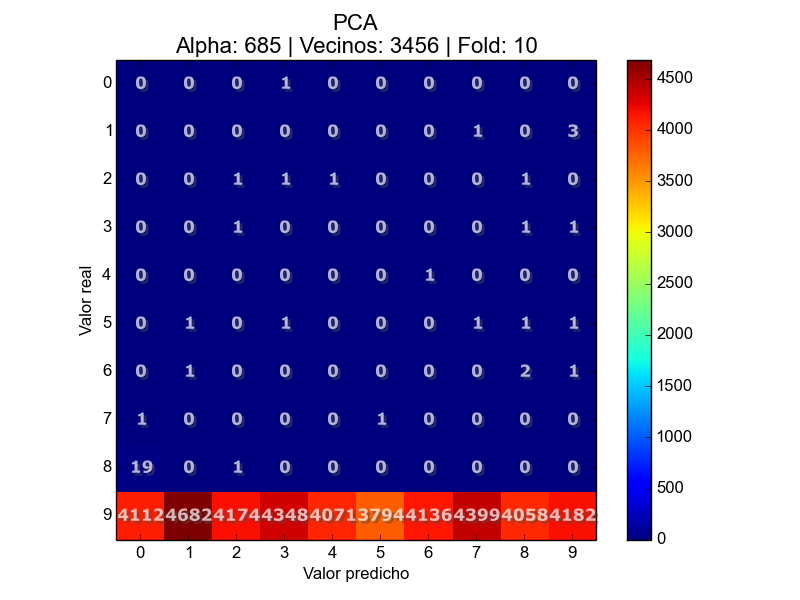 PCA
Alpha: 685 | Vecinos: 3456 | Fold: 10
0 0 0 0 1 0 0 0 0 0 0
1 0 0 0 0 0 0 0 1 0 3
2 0 0 1 1 1 0 0 0 1 0
3 0 0 1 0 0 0 0 0 1 1
4 0 0 0 0 0 0 1 0 0 0
5 0 1 0 1 0 0 0 1 1 1
6 0 1 0 0 0 0 0 0 2 1
7 1 0 0 0 0 1 0 0 0 0
8 19 0 1 0 0 0 0 0 0 0
9 4112 4682 4174 4348 4071 3794 4136 4399 4058 4182
0 1 2 3 4 5 6 7 8 9
Valor predicho
Valor real
4500
4000
3500
3000
2500
2000
1500
1000
500
0